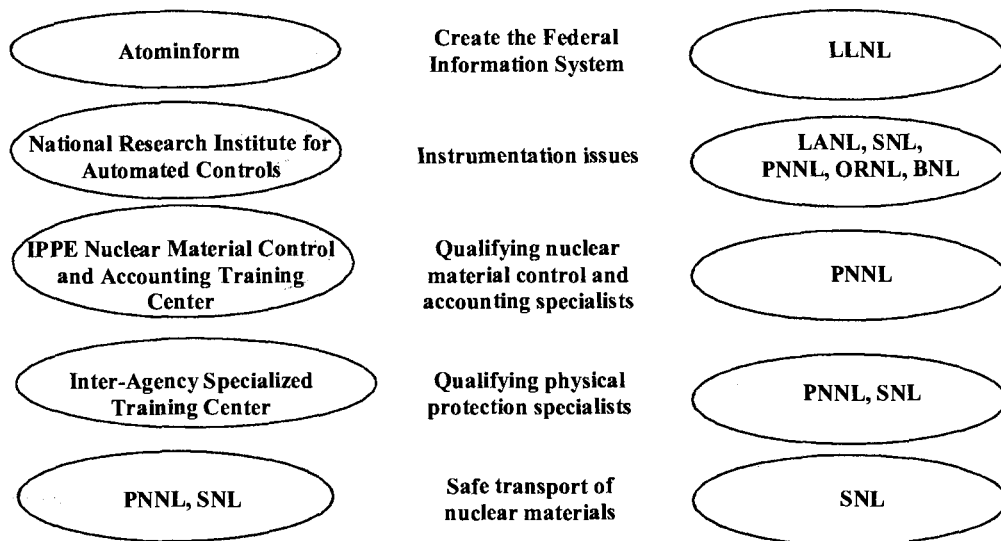 Atominform
Create the Federal
Information System
LLNL
National Research Institute for
Automated Controls
Instrumentation issues
LANL, SNL,
PNNL, ORNL, BNL
IPPE Nuclear Material Control
and Accounting Training
Center
Qualifying nuclear
material control and
accounting specialists
PNNL
Inter-Agency Specialized
Training Center
Qualifying physical
protection specialists
PNNL, SNL
PNNL, SNL
Safe transport of
nuclear materials
SNL